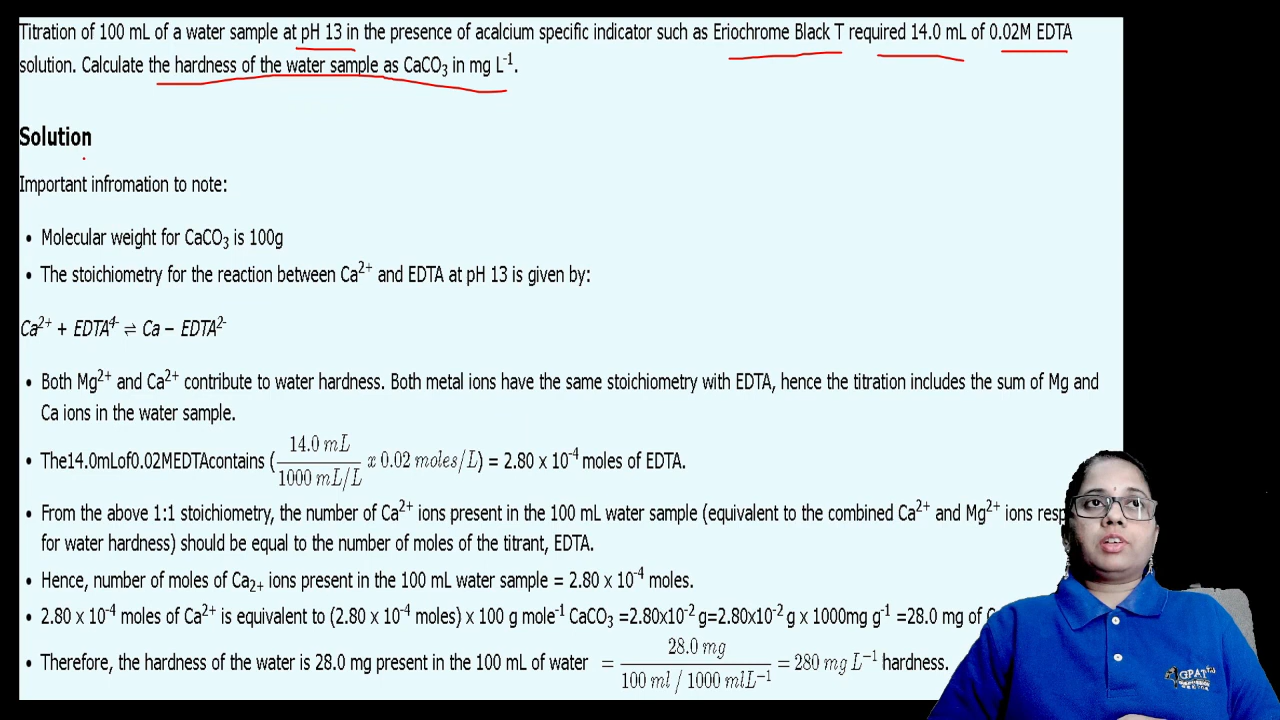 Titration of 100 mL of a water sample at pH 13 in the presence of acalcium specific indicator such as Eriochrome Black T required 14.0 mL of 0.02M EDTA
solution. Calculate the hardness of the water sample as CaCO₃ in mg L⁻¹.
Solution
Important infromation to note:
• Molecular weight for CaCO₃ is 100g
• The stoichiometry for the reaction between Ca²⁺ and EDTA at pH 13 is given by:
Ca²⁺ + EDTA⁴⁻ ⇌ Ca − EDTA²⁻
• Both Mg²⁺ and Ca²⁺ contribute to water hardness. Both metal ions have the same stoichiometry with EDTA, hence the titration includes the sum of Mg and
Ca ions in the water sample.
• The14.0mLof0.02MEDTAcontains (14.0 mL / 1000 mL/L x 0.02 moles/L) = 2.80 x 10⁻⁴ moles of EDTA.
• From the above 1:1 stoichiometry, the number of Ca²⁺ ions present in the 100 mL water sample (equivalent to the combined Ca²⁺ and Mg²⁺ ions
for water hardness) should be equal to the number of moles of the titrant, EDTA.
• Hence, number of moles of Ca₂₊ ions present in the 100 mL water sample = 2.80 x 10⁻⁴ moles.
• 2.80 x 10⁻⁴ moles of Ca²⁺ is equivalent to (2.80 x 10⁻⁴ moles) x 100 g mole⁻¹ CaCO₃ =2.80x10⁻² g=2.80x10⁻² g x 1000mg g⁻¹ =28.0 mg of
• Therefore, the hardness of the water is 28.0 mg present in the 100 mL of water = 28.0 mg / 100 ml / 1000 mlL⁻¹ = 280 mg L⁻¹ hardness.
GPAT